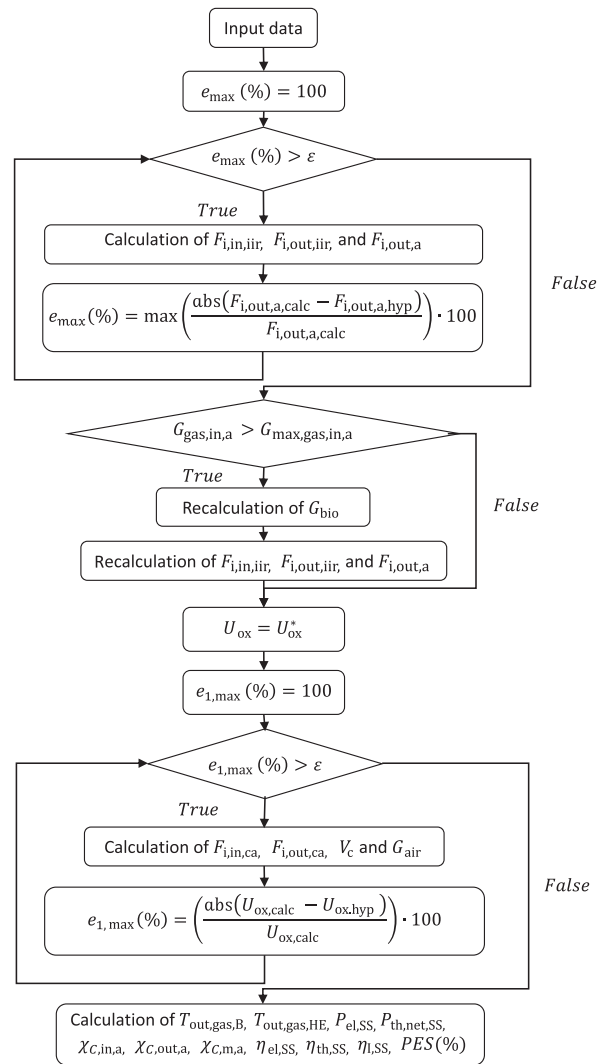 Input data
e_max (%) = 100
e_max (%) > ε
True
Calculation of F_i,in,iir, F_i,out,iir, and F_i,out,a
False
e_max(%) = max(abs(F_i,out,a,calc − F_i,out,a,hyp) / F_i,out,a,calc) · 100
G_gas,in,a > G_max,gas,in,a
True
Recalculation of G_bio
False
Recalculation of F_i,in,iir, F_i,out,iir, and F_i,out,a
U_ox = U*_ox
e_1,max (%) = 100
e_1,max (%) > ε
True
Calculation of F_i,in,ca, F_i,out,ca, V_c and G_air
False
e_1,max(%) = (abs(U_ox,calc − U_ox.hyp) / U_ox,calc) · 100
Calculation of T_out,gas,B, T_out,gas,HE, P_el,SS, P_th,net,SS,
χ_C,in,a, χ_C,out,a, χ_C,m,a, η_el,SS, η_th,SS, η_I,SS, PES(%)